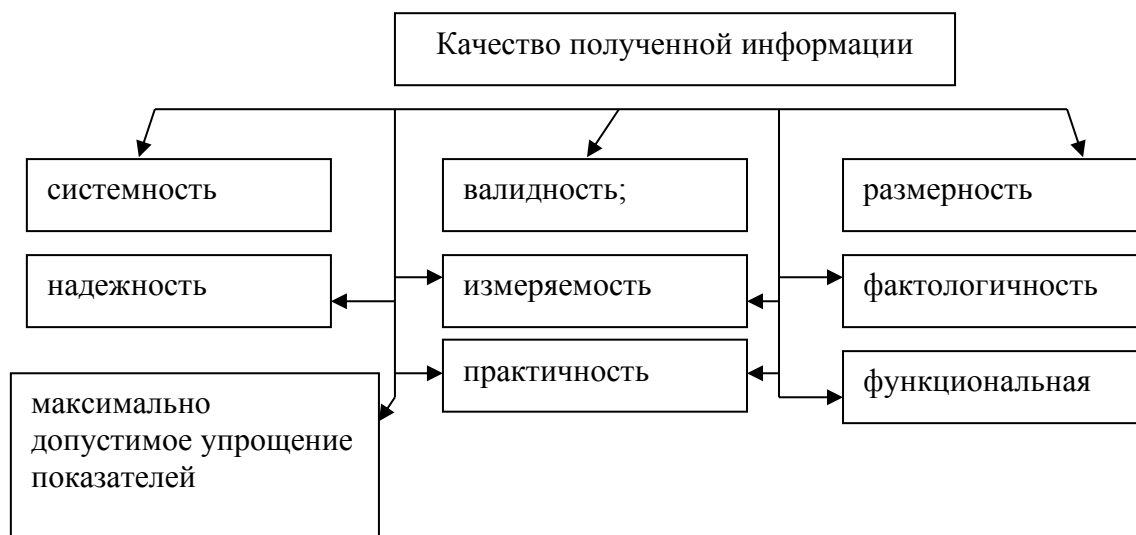 Качество полученной информации
системность
валидность;
размерность
надежность
измеряемость
фактологичность
практичность
функциональная
максимально
допустимое упрощение
показателей